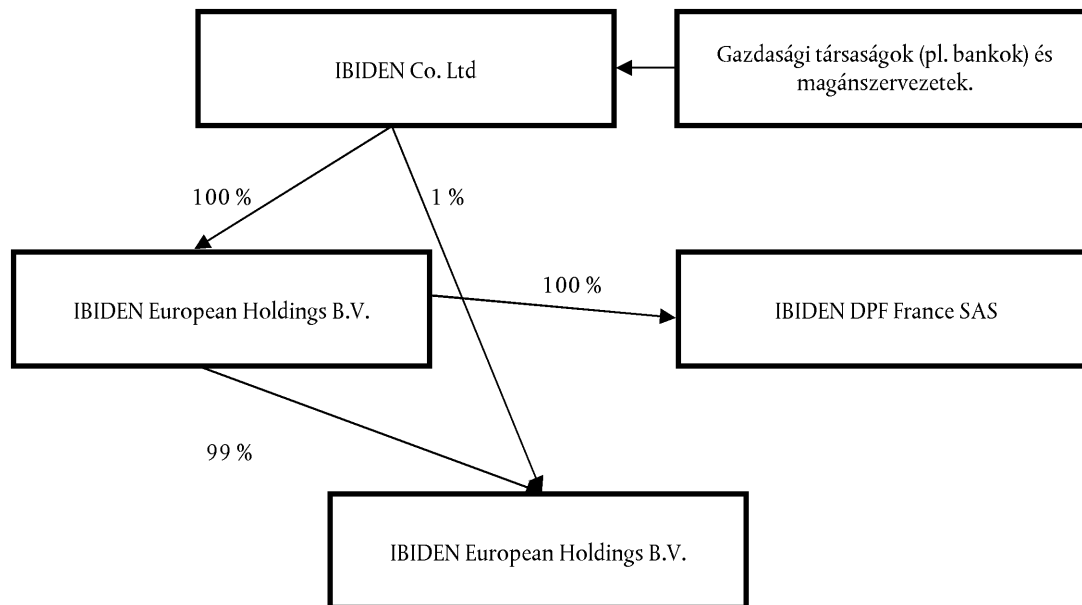 IBIDEN Co. Ltd
Gazdasági társaságok (pl. bankok) és
magánszervezetek.
100 %
1 %
IBIDEN European Holdings B.V.
100 %
IBIDEN DPF France SAS
99 %
IBIDEN European Holdings B.V.